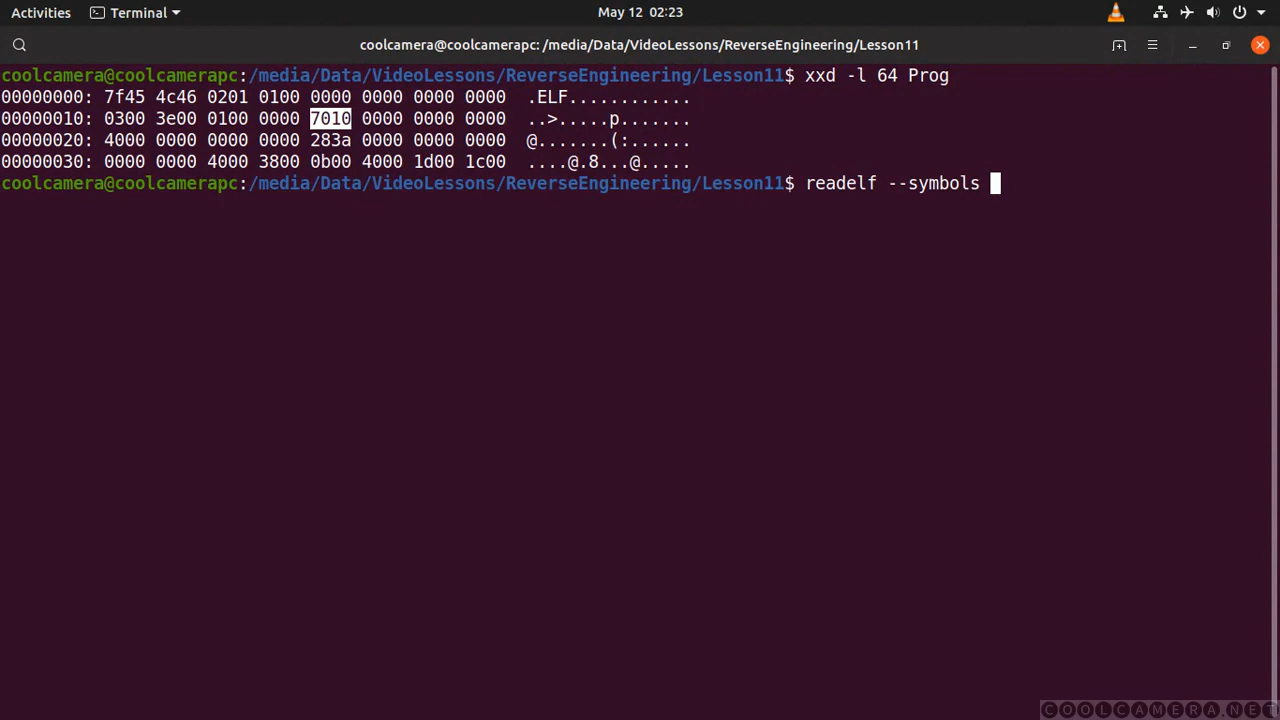 Activities Terminal May 12 02:23
coolcamera@coolcamerapc: /media/Data/VideoLessons/ReverseEngineering/Lesson11
coolcamera@coolcamerapc:/media/Data/VideoLessons/ReverseEngineering/Lesson11$ xxd -l 64 Prog
00000000: 7f45 4c46 0201 0100 0000 0000 0000 0000  .ELF............
00000010: 0300 3e00 0100 0000 7010 0000 0000 0000  ..>.....p.......
00000020: 4000 0000 0000 0000 283a 0000 0000 0000  @.......(:......
00000030: 0000 0000 4000 3800 0b00 4000 1d00 1c00  ....@.8...@.....
coolcamera@coolcamerapc:/media/Data/VideoLessons/ReverseEngineering/Lesson11$ readelf --symbols
COOLCAMERA.NET